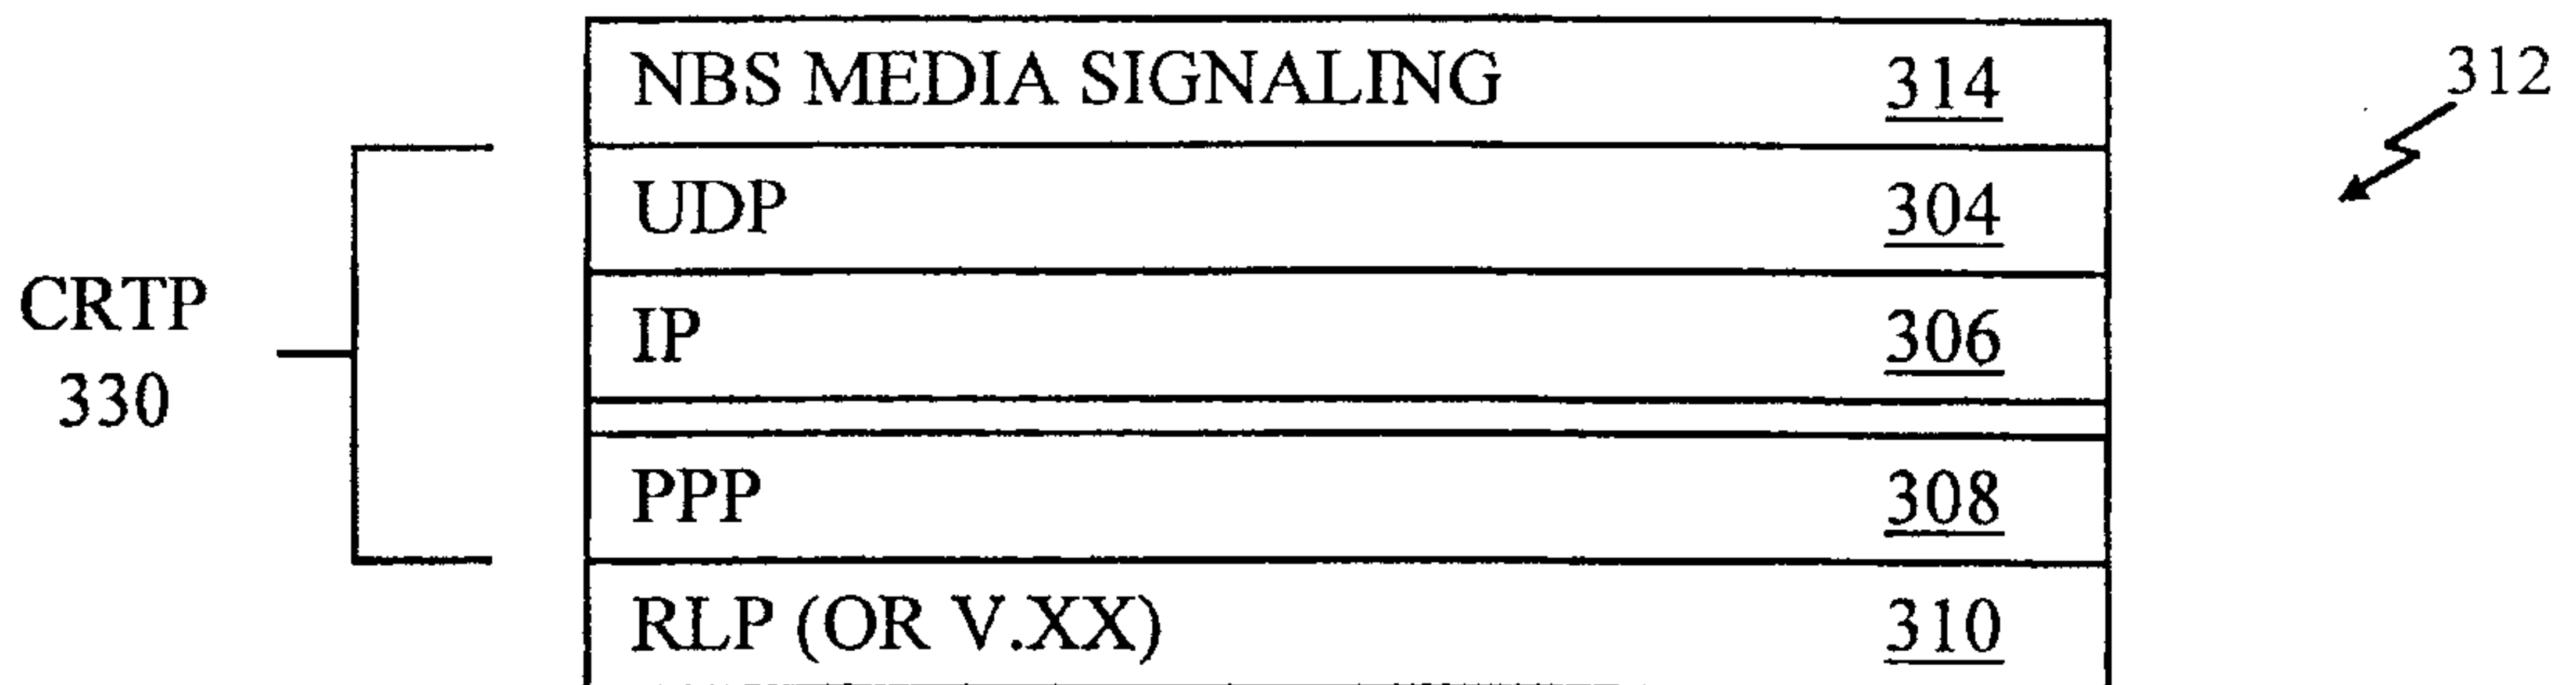 NBS MEDIA SIGNALING 314
312
UDP 304
CRTP
330
IP 306
PPP 308
RLP (OR V.XX) 310